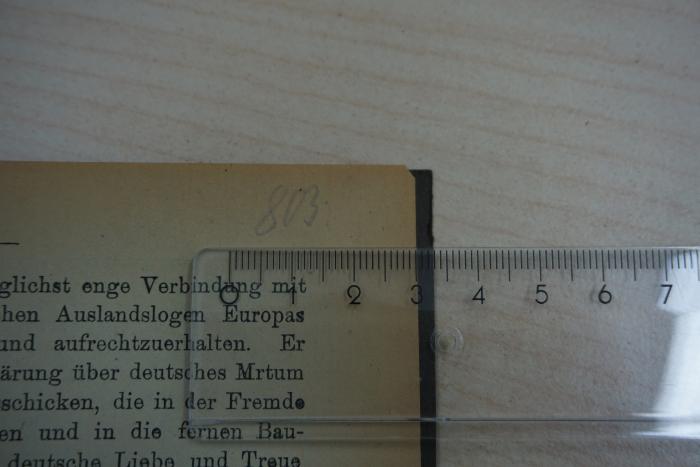 803
glichst enge Verbindung mit
hen Auslandslogen Europas
und aufrechtzuerhalten. Er
ärung über deutsches Mrtum
schicken, die in der Fremde
en und in die fernen Bau-
deutsche Liebe und Treue
0 1 2 3 4 5 6 7